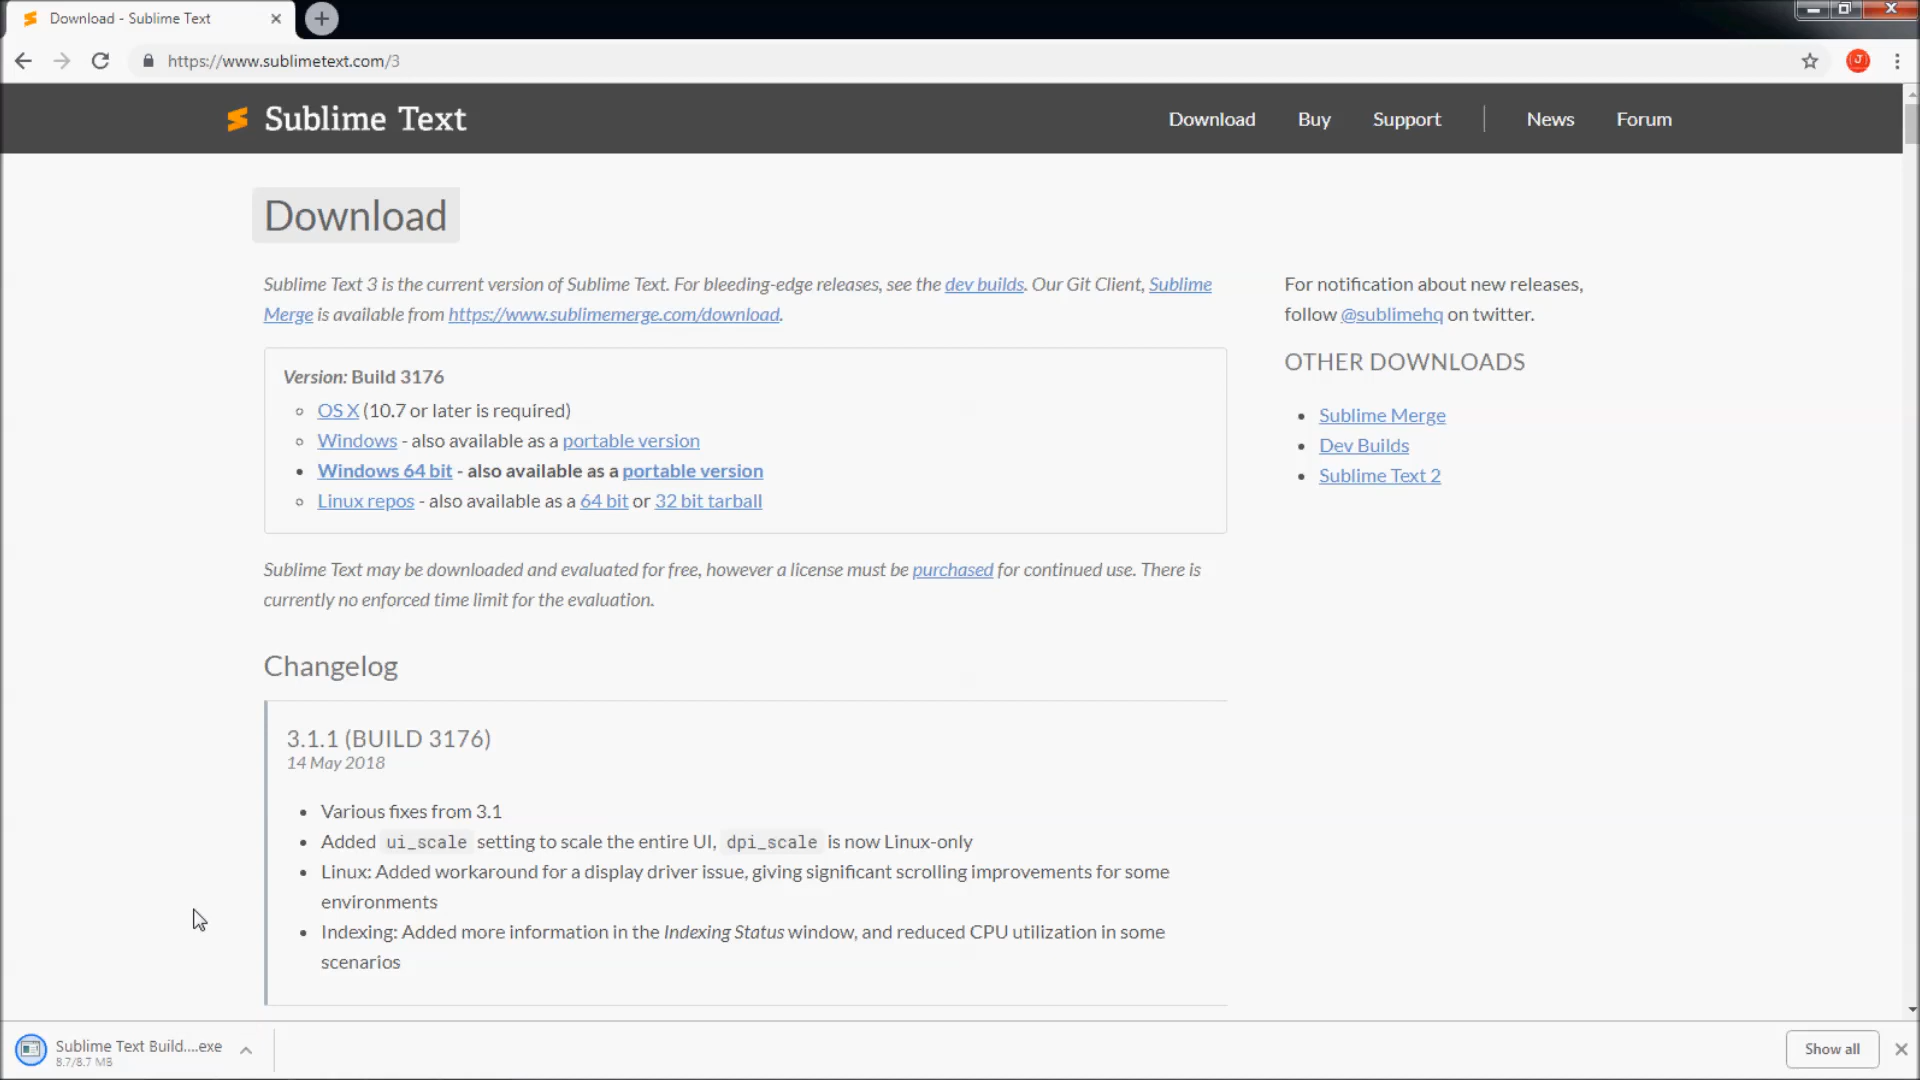 Download - Sublime Text
https://www.sublimetext.com/3
Sublime Text
Download
Buy
Support
News
Forum
Download
Sublime Text 3 is the current version of Sublime Text. For bleeding-edge releases, see the dev builds. Our Git Client, Sublime
Merge is available from https://www.sublimemerge.com/download.
Version: Build 3176
OS X (10.7 or later is required)
Windows - also available as a portable version
Windows 64 bit - also available as a portable version
Linux repos - also available as a 64 bit or 32 bit tarball
Sublime Text may be downloaded and evaluated for free, however a license must be purchased for continued use. There is
currently no enforced time limit for the evaluation.
For notification about new releases,
follow @sublimehq on twitter.
OTHER DOWNLOADS
Sublime Merge
Dev Builds
Sublime Text 2
Changelog
3.1.1 (BUILD 3176)
14 May 2018
Various fixes from 3.1
Added ui_scale setting to scale the entire UI, dpi_scale is now Linux-only
Linux: Added workaround for a display driver issue, giving significant scrolling improvements for some
environments
Indexing: Added more information in the Indexing Status window, and reduced CPU utilization in some
scenarios
Sublime Text Build....exe
8.7/8.7 MB
Show all